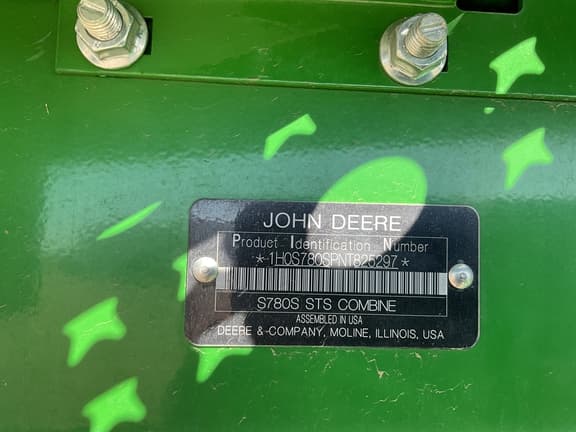 JOHN DEERE
Product Identification Number
*1H0S780SPNT825297*
S780S STS COMBINE
ASSEMBLED IN USA
DEERE & COMPANY, MOLINE, ILLINOIS, USA